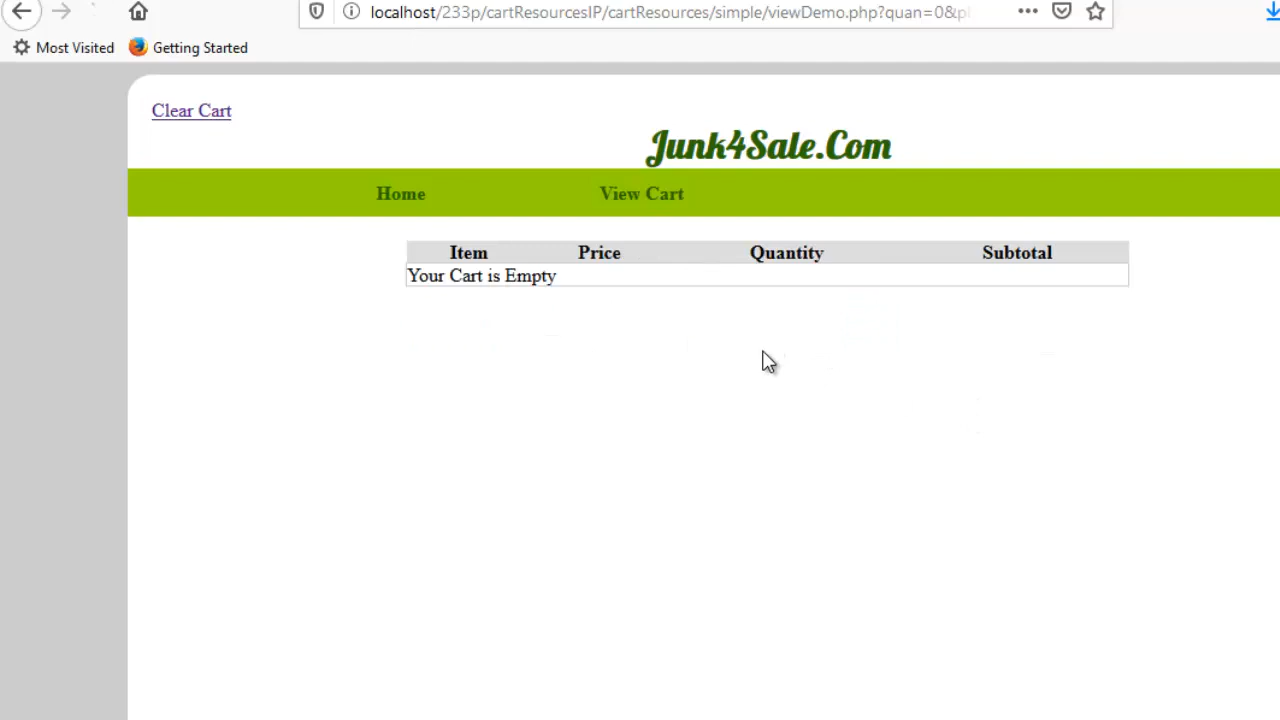 localhost/233p/cartResourcesIP/cartResources/simple/viewDemo.php?quan=0&pl
Most Visited Getting Started
Clear Cart
Junk4Sale.Com
Home View Cart
Item Price Quantity Subtotal
Your Cart is Empty